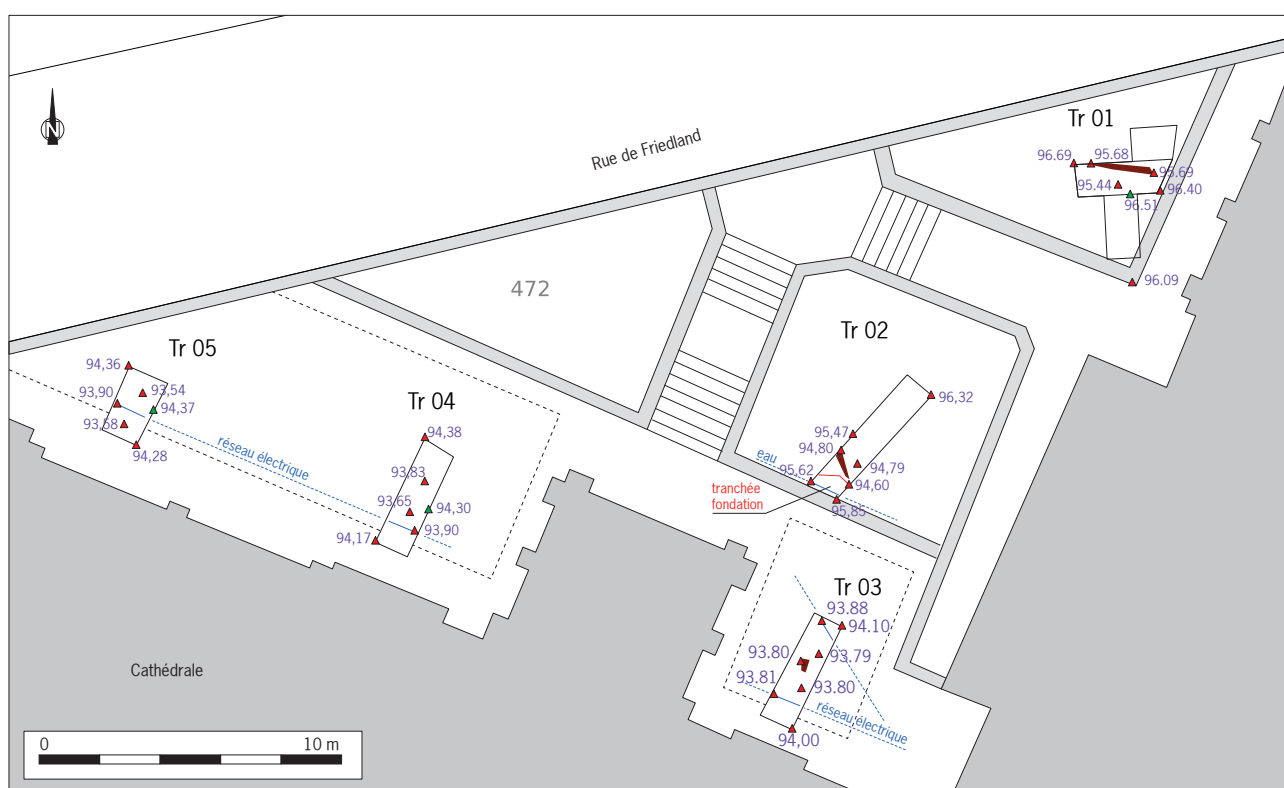 Tr 01
96.69
95.68
95.69
95.44
96.40
96.51
96.09
N
Rue de Friedland
472
Tr 02
96,32
95,47
94,80
94,79
eau
95,62
94,60
tranchée
fondation
95,85
Tr 05
94,36
93,54
93,90
94,37
93,58
94,28
réseau électrique
Tr 04
94,38
93,83
93,65
94,30
93,90
94,17
Tr 03
93.88
94.10
93.80
93.79
93.81
93.80
réseau électrique
94,00
Cathédrale
0
10 m